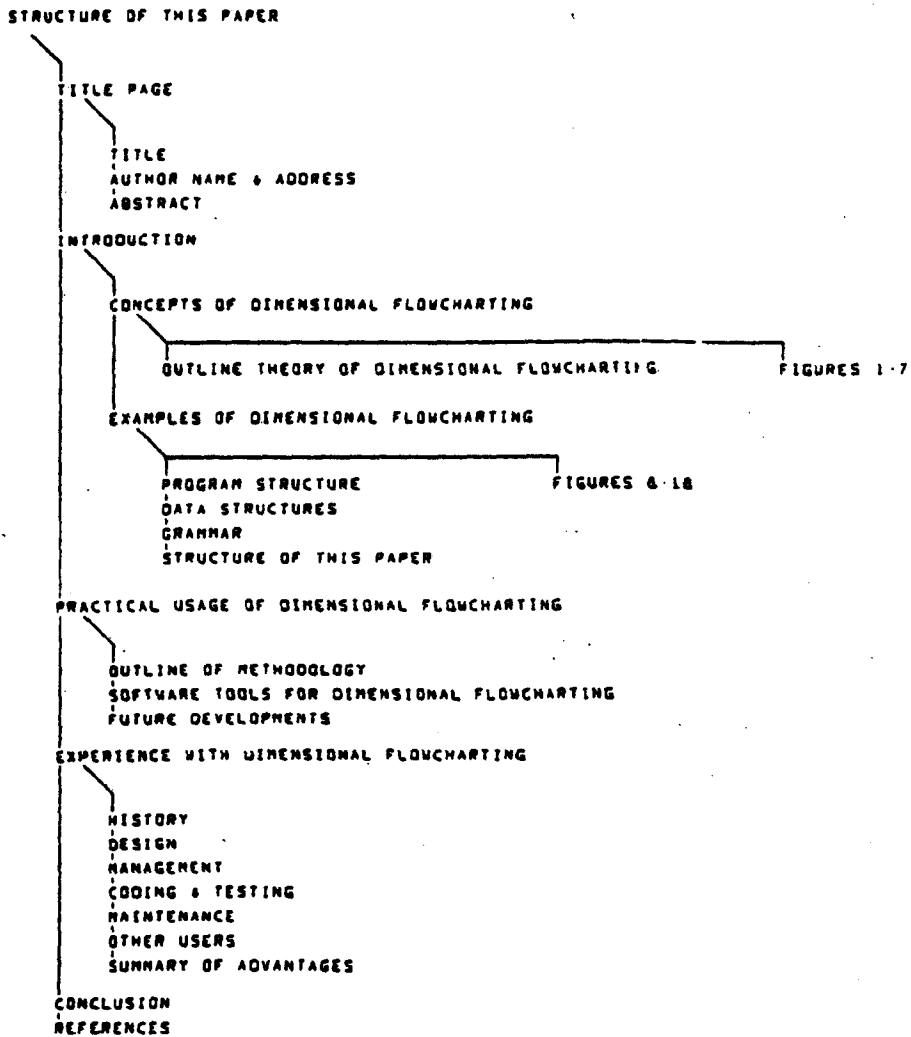 STRUCTURE OF THIS PAPER
TITLE PAGE
TITLE
AUTHOR NAME & ADDRESS
ABSTRACT
INTRODUCTION
CONCEPTS OF DIMENSIONAL FLOWCHARTING
OUTLINE THEORY OF DIMENSIONAL FLOWCHARTING FIGURES 1-7
EXAMPLES OF DIMENSIONAL FLOWCHARTING
PROGRAM STRUCTURE FIGURES 8-18
DATA STRUCTURES
GRAMMAR
STRUCTURE OF THIS PAPER
PRACTICAL USAGE OF DIMENSIONAL FLOWCHARTING
OUTLINE OF METHODOLOGY
SOFTWARE TOOLS FOR DIMENSIONAL FLOWCHARTING
FUTURE DEVELOPMENTS
EXPERIENCE WITH DIMENSIONAL FLOWCHARTING
HISTORY
DESIGN
MANAGEMENT
CODING & TESTING
MAINTENANCE
OTHER USERS
SUMMARY OF ADVANTAGES
CONCLUSION
REFERENCES